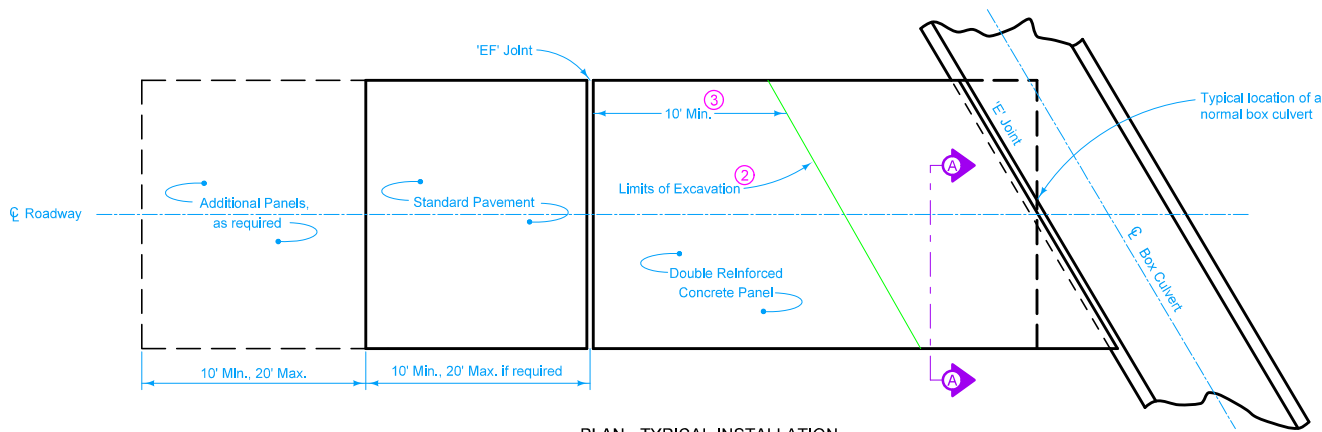 'EF' Joint
10' Min. ③
Limits of Excavation ②
'E' Joint
Typical location of a
normal box culvert
A
℄ Roadway
Additional Panels,
as required
Standard Pavement
Double Reinforced
Concrete Panel
℄ Box Culvert
10' Min., 20' Max.
10' Min., 20' Max. if required
A